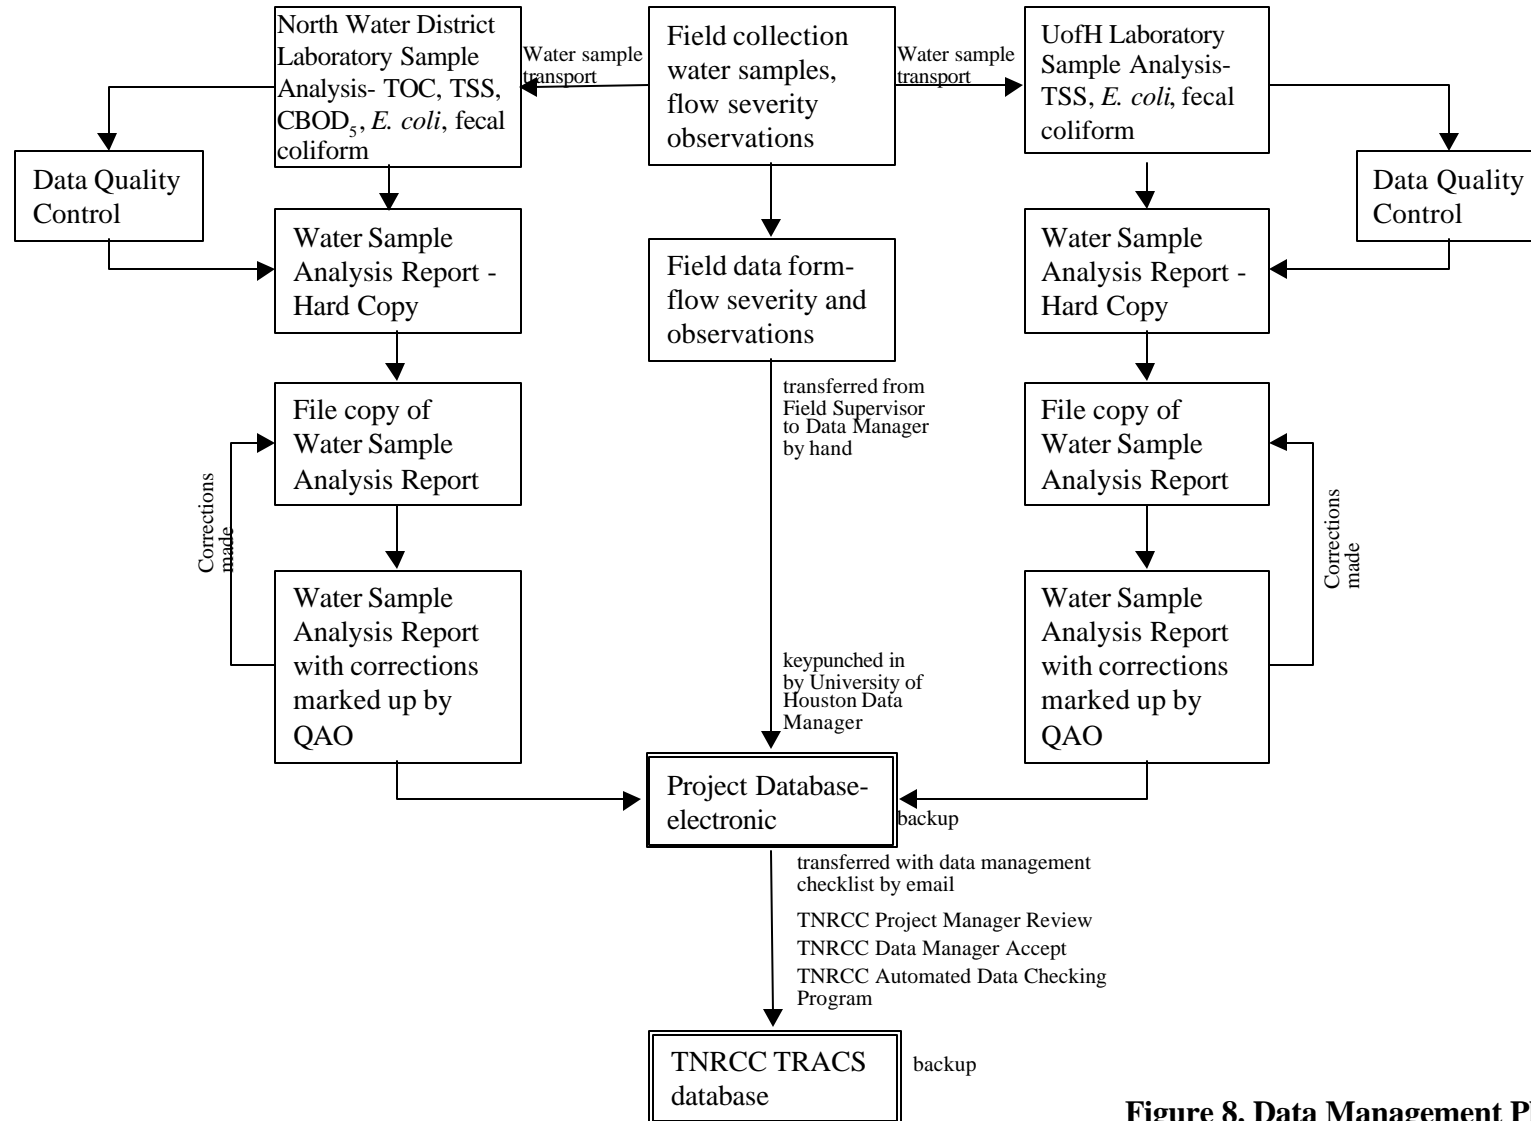 North Water District
Laboratory Sample
Analysis- TOC, TSS,
CBOD5, E. coli, fecal
coliform
Water sample
transport
Field collection
water samples,
flow severity
observations
Water sample
transport
UofH Laboratory
Sample Analysis-
TSS, E. coli, fecal
coliform
Data Quality
Control
Data Quality
Control
Water Sample
Analysis Report -
Hard Copy
Field data form-
flow severity and
observations
Water Sample
Analysis Report -
Hard Copy
transferred from
Field Supervisor
to Data Manager
by hand
File copy of
Water Sample
Analysis Report
File copy of
Water Sample
Analysis Report
Corrections
made
Corrections
made
Water Sample
Analysis Report
with corrections
marked up by
QAO
keypunched in
by University of
Houston Data
Manager
Water Sample
Analysis Report
with corrections
marked up by
QAO
Project Database-
electronic
backup
transferred with data management
checklist by email
TNRCC Project Manager Review
TNRCC Data Manager Accept
TNRCC Automated Data Checking
Program
TNRCC TRACS
database
backup
Figure 8. Data Management